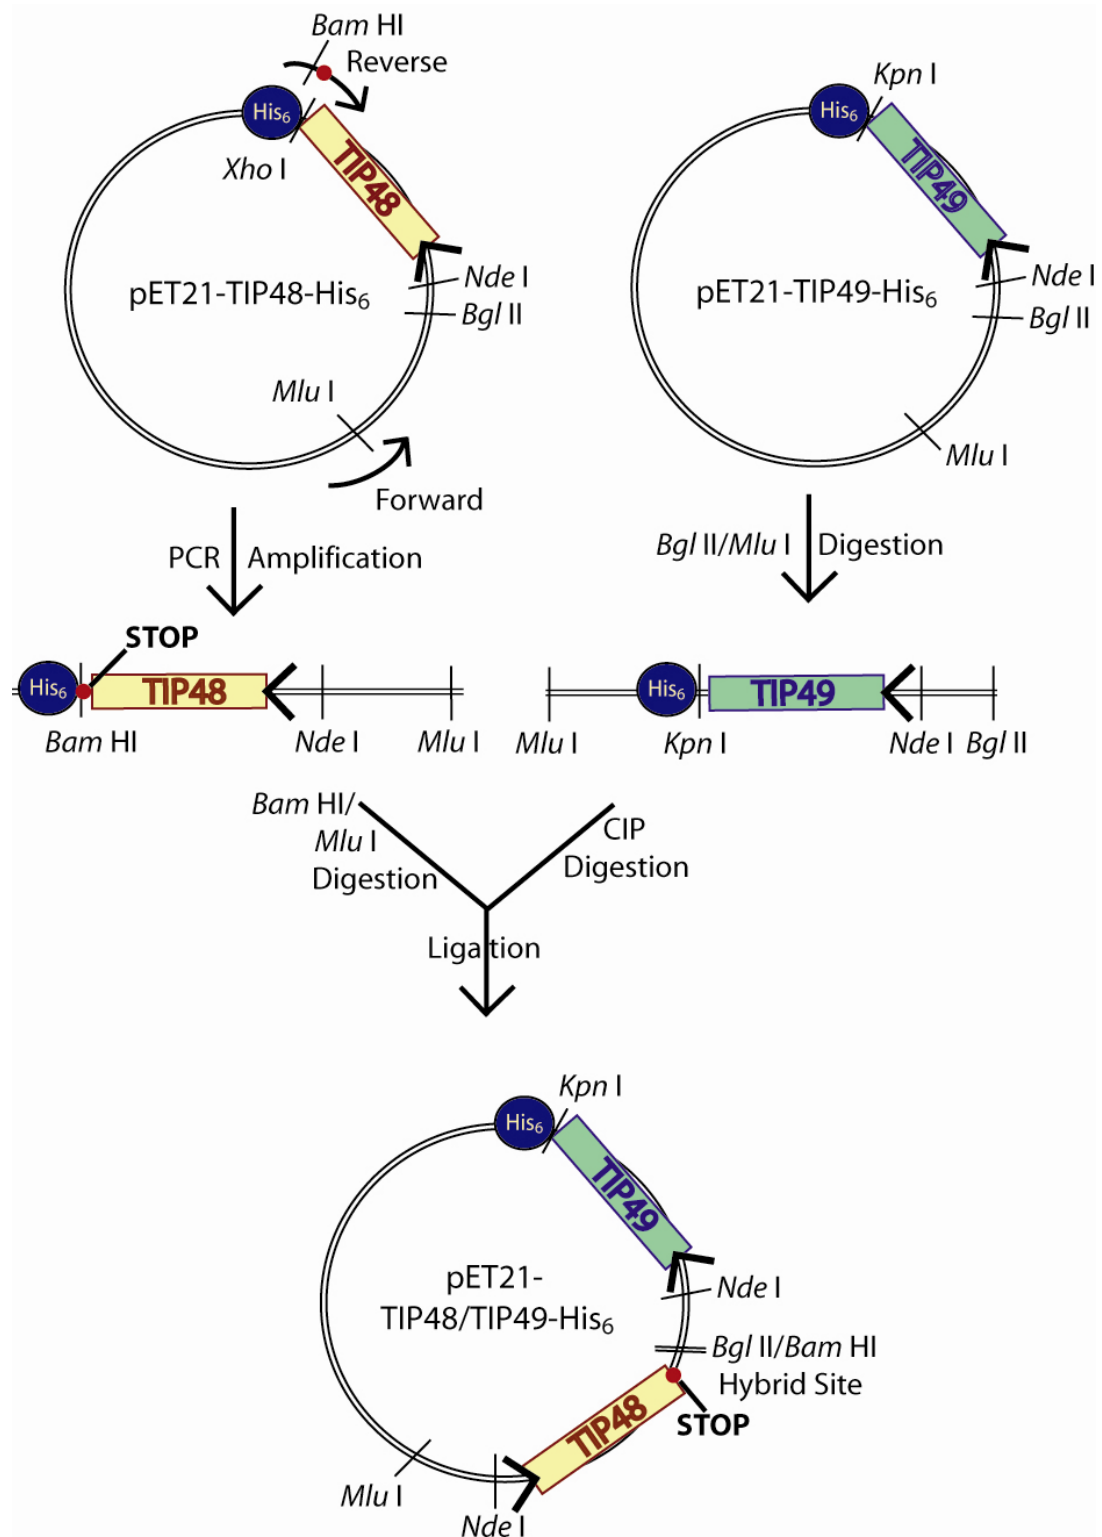 Bam HI
Reverse
His6
Xho I
TIP48
Nde I
Bgl II
pET21-TIP48-His6
Mlu I
Forward
Kpn I
His6
TIP49
Nde I
Bgl II
pET21-TIP49-His6
Mlu I
PCR Amplification
Bgl II/Mlu I Digestion
STOP
His6
TIP48
Bam HI
Nde I
Mlu I
His6
TIP49
Mlu I
Kpn I
Nde I
Bgl II
Bam HI/
Mlu I
Digestion
CIP
Digestion
Ligation
Kpn I
His6
TIP49
pET21-
TIP48/TIP49-His6
Nde I
Bgl II/Bam HI
Hybrid Site
STOP
TIP48
Mlu I
Nde I